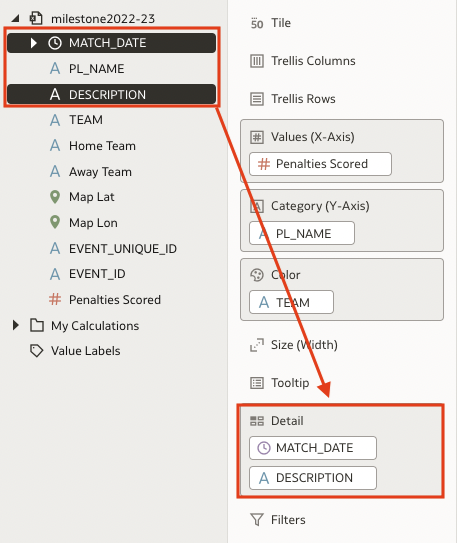 milestone2022-23
MATCH_DATE
A PL_NAME
A DESCRIPTION
A TEAM
A Home Team
A Away Team
Map Lat
Map Lon
A EVENT_UNIQUE_ID
A EVENT_ID
# Penalties Scored
My Calculations
Value Labels
50 Tile
Trellis Columns
Trellis Rows
# Values (X-Axis)
# Penalties Scored
A Category (Y-Axis)
A PL_NAME
Color
A TEAM
Size (Width)
Tooltip
Detail
MATCH_DATE
A DESCRIPTION
Filters